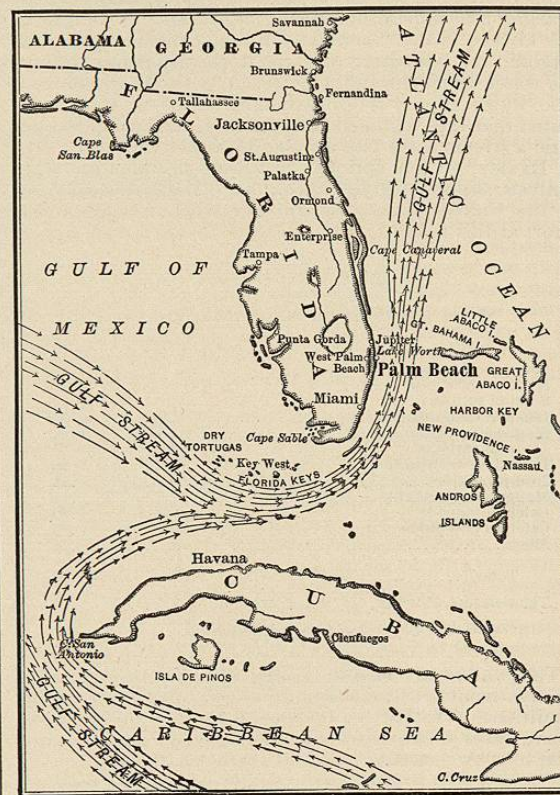 Savannah
ALABAMA
GEORGIA
ATLANTIC OCEAN
GULF STREAM
Brunswick
Fernandina
FLORIDA
Tallahassee
Jacksonville
Cape
San Blas
St. Augustine
Palatka
Ormond
Enterprise
Cape Canaveral
Tampa
GULF OF
MEXICO
LITTLE
ABACO I.
GT. BAHAMA I.
Punta Gorda
Jupiter
Lake Worth
West Palm
Beach
Palm Beach
GREAT
ABACO I.
Miami
HARBOR KEY
GULF STREAM
Cape Sable
NEW PROVIDENCE I.
DRY
TORTUGAS
Key West
FLORIDA KEYS
Nassau
ANDROS
ISLANDS
Havana
CUBA
Cienfuegos
C. San
Antonio
ISLA DE PINOS
GULF STREAM
CARIBBEAN SEA
C. Cruz